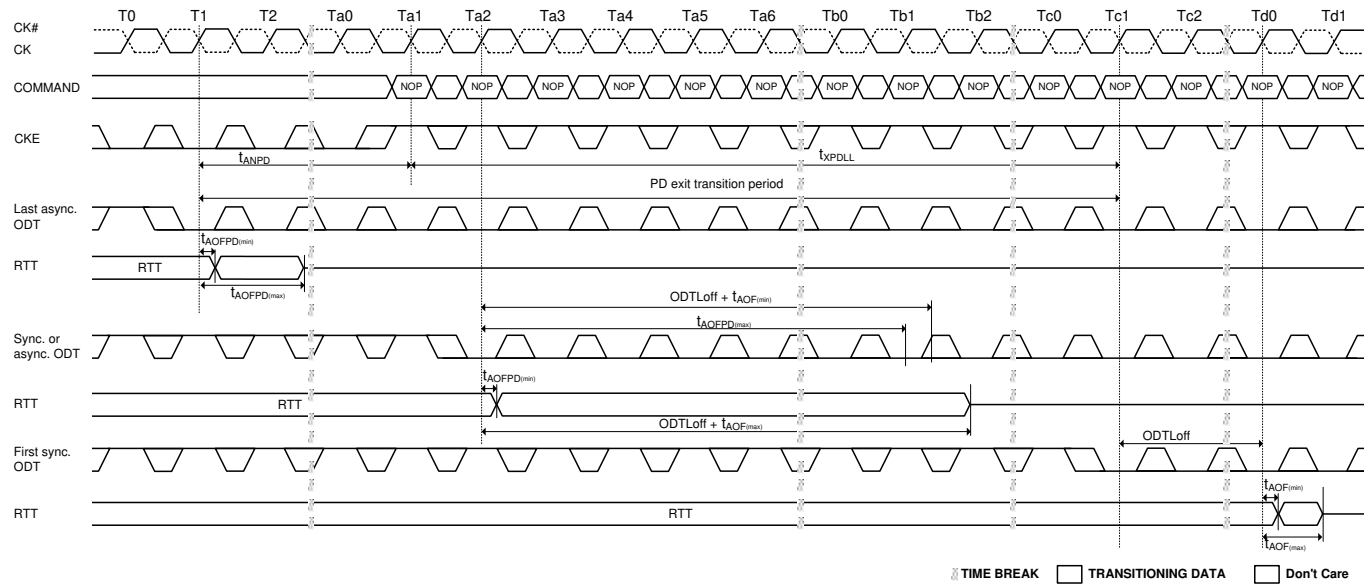 T0 T1 T2 Ta0 Ta1 Ta2 Ta3 Ta4 Ta5 Ta6 Tb0 Tb1 Tb2 Tc0 Tc1 Tc2 Td0 Td1
CK#
CK
COMMAND NOP NOP NOP NOP NOP NOP NOP NOP NOP NOP NOP NOP NOP NOP
CKE
tANPD tXPDLL
PD exit transition period
Last async.
ODT
tAOFPD(min)
RTT RTT
tAOFPD(max)
ODTLoff + tAOF(min)
tAOFPD(max)
Sync. or
async. ODT
tAOFPD(min)
RTT RTT
ODTLoff + tAOF(max)
ODTLoff
First sync.
ODT
tAOF(min)
RTT RTT
tAOF(max)
TIME BREAK TRANSITIONING DATA Don't Care